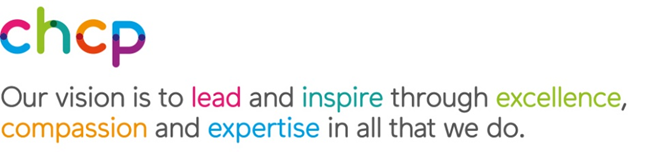 chcp
Our vision is to lead and inspire through excellence,
compassion and expertise in all that we do.